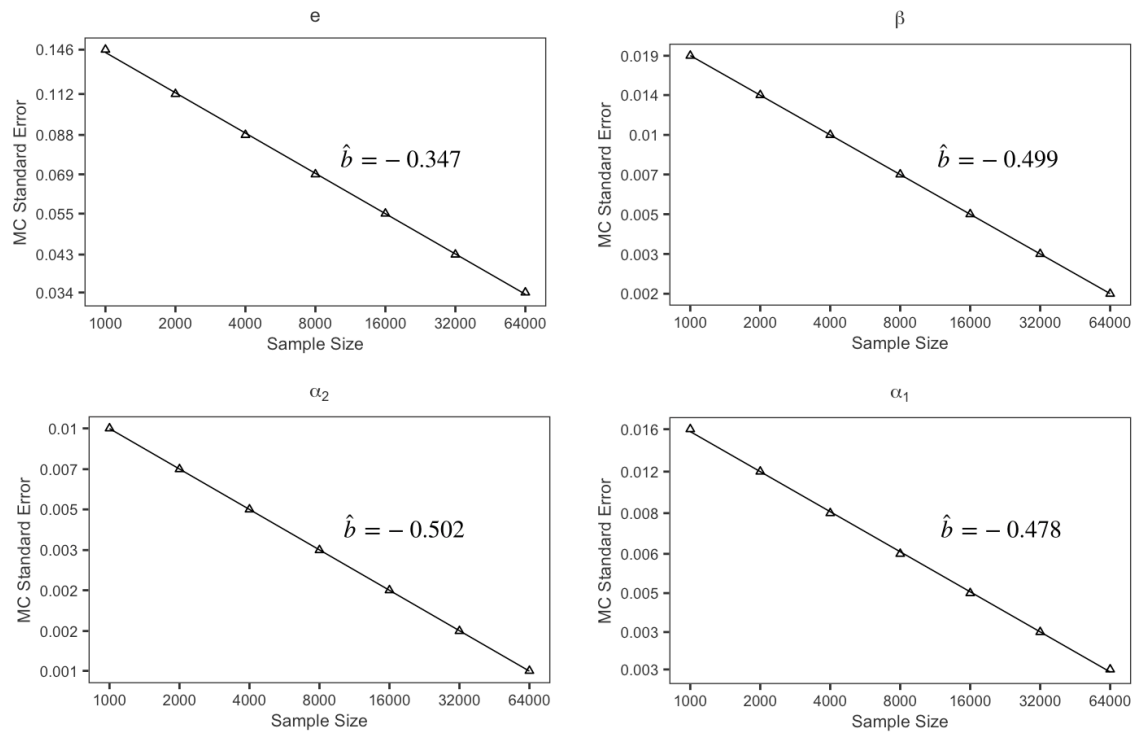 e
0.146
0.112
0.088
0.069
0.055
0.043
0.034
MC Standard Error
b̂ = − 0.347
1000 2000 4000 8000 16000 32000 64000
Sample Size
β
0.019
0.014
0.01
0.007
0.005
0.003
0.002
MC Standard Error
b̂ = − 0.499
1000 2000 4000 8000 16000 32000 64000
Sample Size
α₂
0.01
0.007
0.005
0.003
0.002
0.002
0.001
MC Standard Error
b̂ = − 0.502
1000 2000 4000 8000 16000 32000 64000
Sample Size
α₁
0.016
0.012
0.008
0.006
0.005
0.003
0.003
MC Standard Error
b̂ = − 0.478
1000 2000 4000 8000 16000 32000 64000
Sample Size